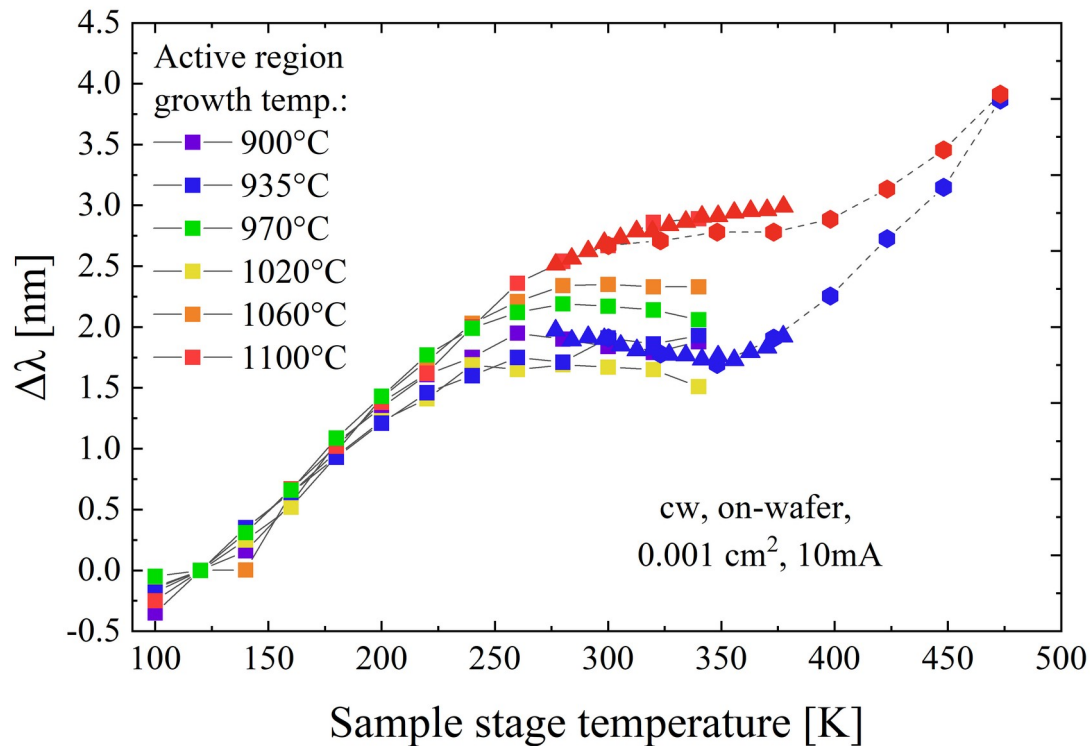 4.5
4.0
3.5
3.0
2.5
2.0
1.5
1.0
0.5
0.0
-0.5
Δλ [nm]
Active region
growth temp.:
900°C
935°C
970°C
1020°C
1060°C
1100°C
cw, on-wafer,
0.001 cm², 10mA
100 150 200 250 300 350 400 450 500
Sample stage temperature [K]